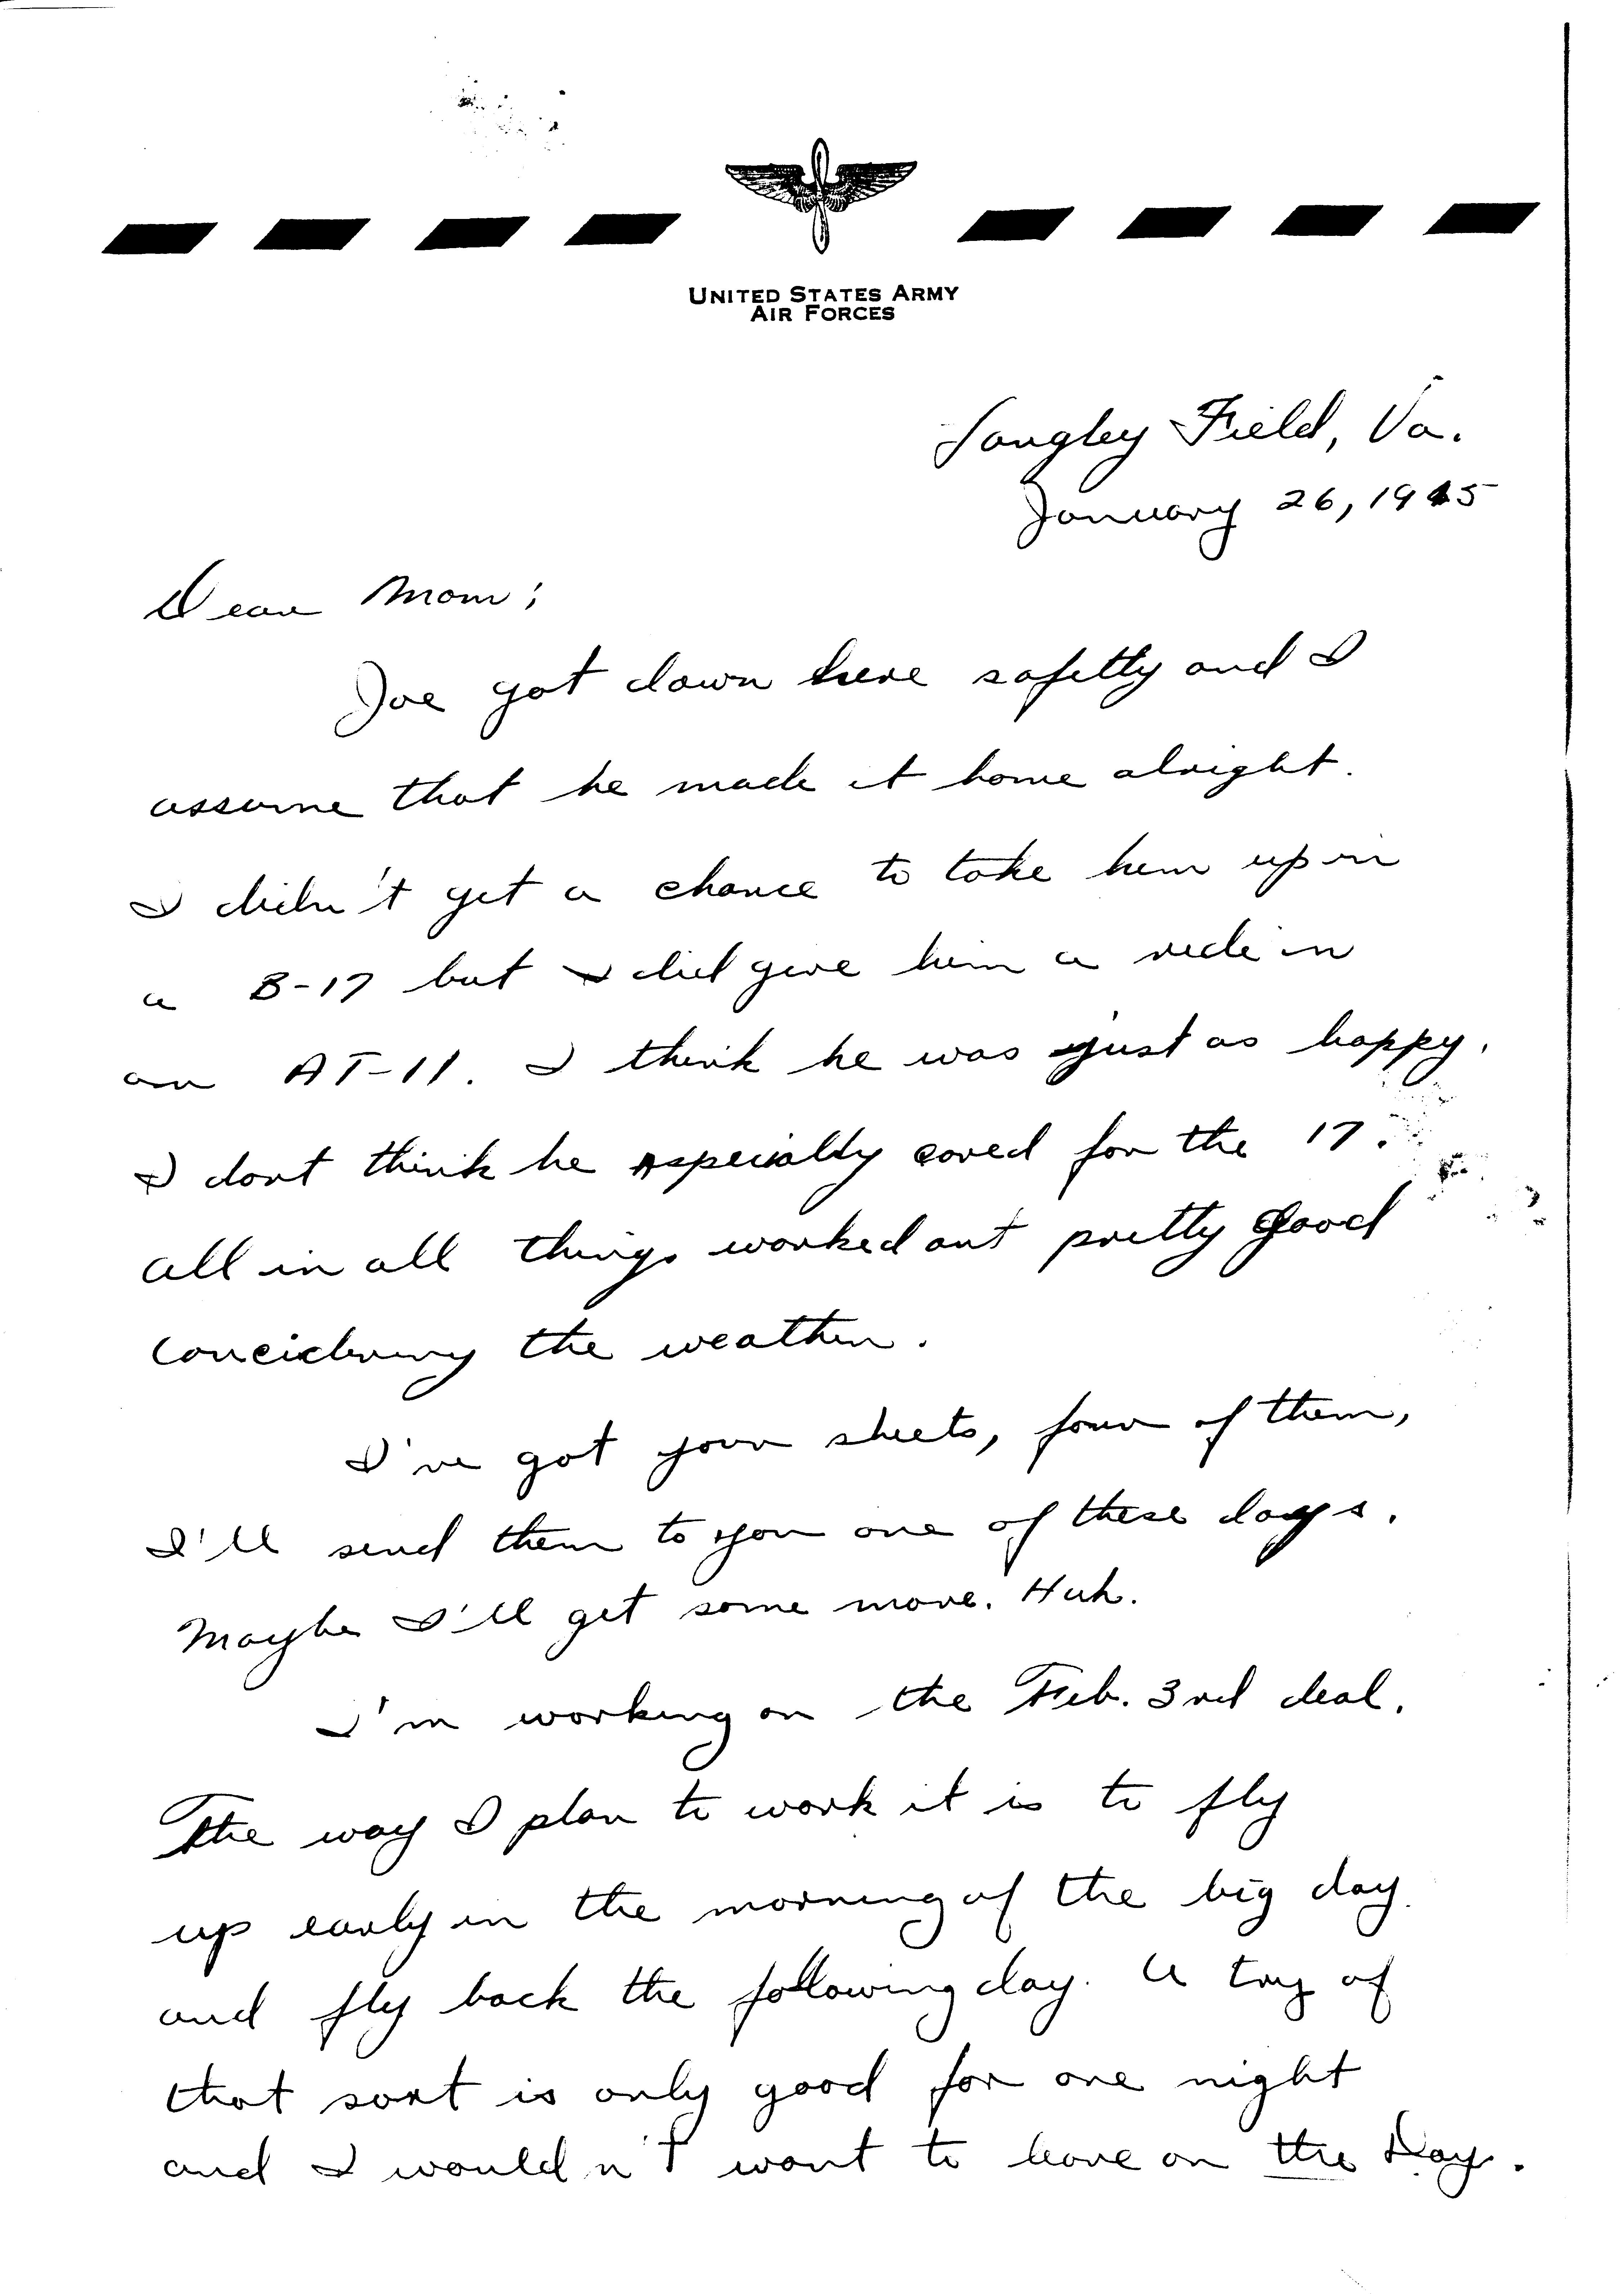 UNITED STATES ARMY
AIR FORCES
Langley Field, Va.
January 26, 1945
Dear Mom;
Joe got down here safetly and I
assume that he made it home alright.
I didn't get a chance to take him up in
a B-17 but I did give him a ride in
an AT-11. I think he was just as happy.
I dont think he aspecially cared for the 17.
all in all things worked out pretty good
concidering the weather.
I've got your sheets, four of them,
I'll send them to you one of these days.
Maybe I'll get some more. Huh.
I'm working on the Feb. 3rd deal.
The way I plan to work it is to fly
up early in the morning of the big day
and fly back the following day. A trip of
that sort is only good for one night
and I wouldn't want to leave on the Day.